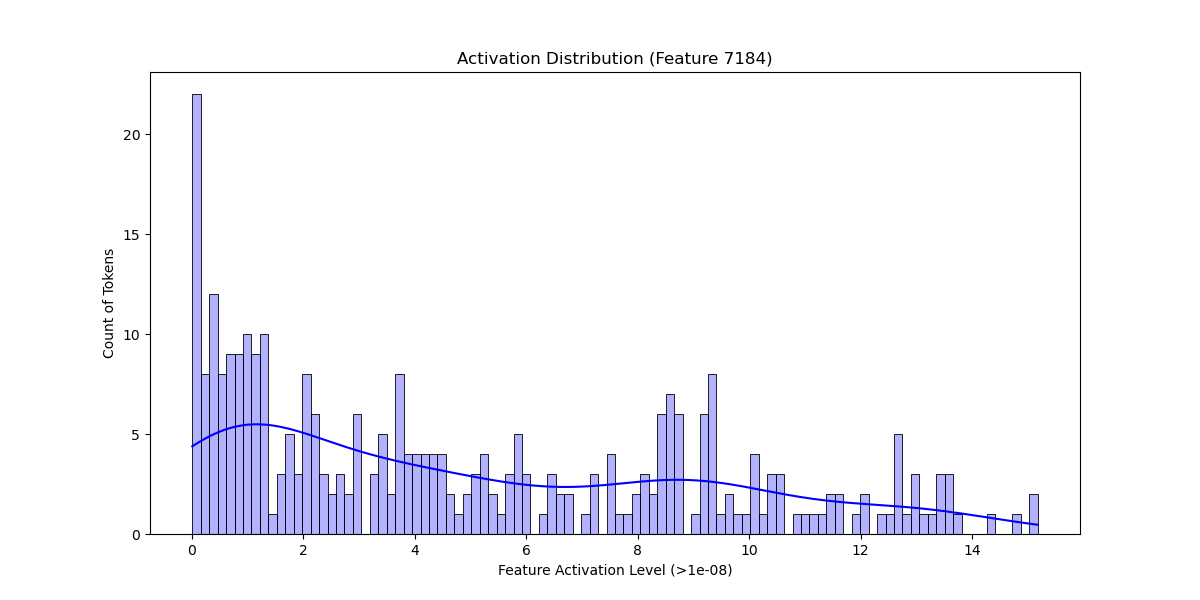 Activation Distribution (Feature 7184)
Count of Tokens
20
15
10
5
0
0 2 4 6 8 10 12 14
Feature Activation Level (>1e-08)